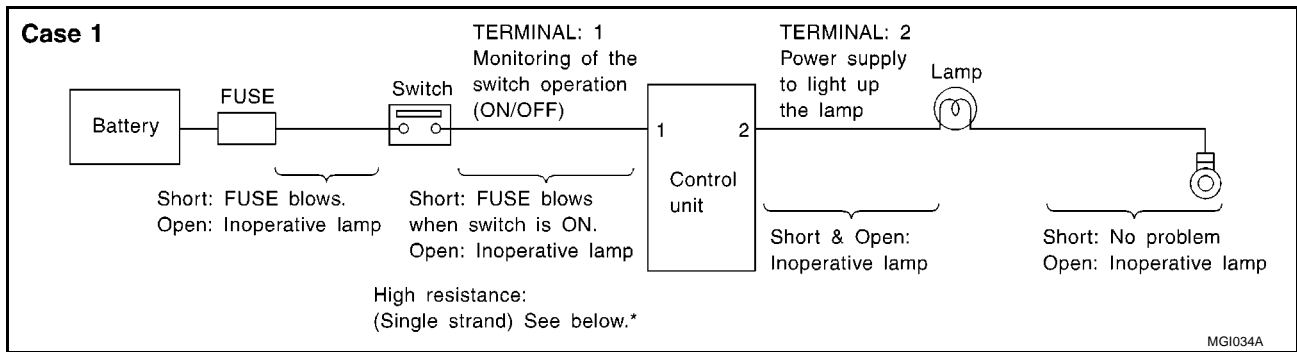 Case 1
TERMINAL: 1
Monitoring of the
switch operation
(ON/OFF)
TERMINAL: 2
Power supply
to light up
the lamp
Lamp
FUSE
Switch
Battery
1
2
Control
unit
Short: FUSE blows.
Open: Inoperative lamp
Short: FUSE blows
when switch is ON.
Open: Inoperative lamp
Short & Open:
Inoperative lamp
Short: No problem
Open: Inoperative lamp
High resistance:
(Single strand) See below.*
MGI034A